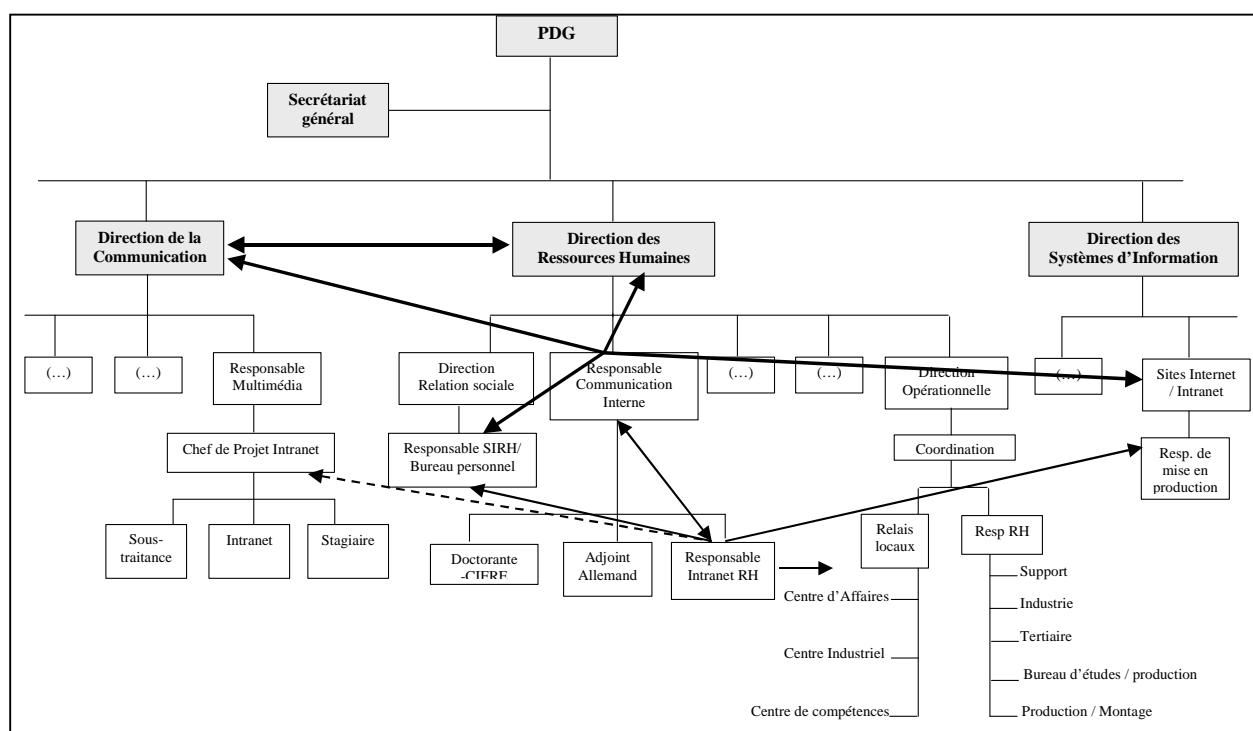 PDG
Secrétariat
général
Direction de la
Communication
Direction des
Ressources Humaines
Direction des
Systèmes d'Information
(…)
(…)
Responsable
Multimédia
Direction
Relation sociale
Responsable
Communication
Interne
(…)
(…)
Direction
Opérationnelle
(…)
Sites Internet
/ Intranet
Chef de Projet Intranet
Responsable SIRH/
Bureau personnel
Coordination
Resp. de
mise en
production
Sous-
traitance
Intranet
Stagiaire
Doctorante
-CIFRE
Adjoint
Allemand
Responsable
Intranet RH
Relais
locaux
Resp RH
Centre d'Affaires
Centre Industriel
Centre de compétences
Support
Industrie
Tertiaire
Bureau d'études / production
Production / Montage